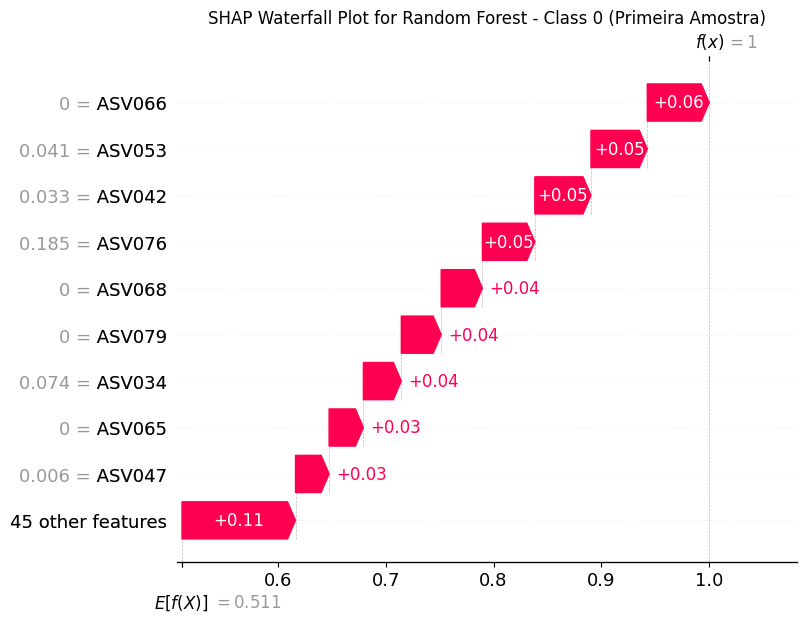 SHAP Waterfall Plot for Random Forest - Class 0 (Primeira Amostra)
f(x) = 1
0 = ASV066 +0.06
0.041 = ASV053 +0.05
0.033 = ASV042 +0.05
0.185 = ASV076 +0.05
0 = ASV068 +0.04
0 = ASV079 +0.04
0.074 = ASV034 +0.04
0 = ASV065 +0.03
0.006 = ASV047 +0.03
45 other features +0.11
0.6 0.7 0.8 0.9 1.0
E[f(X)] = 0.511